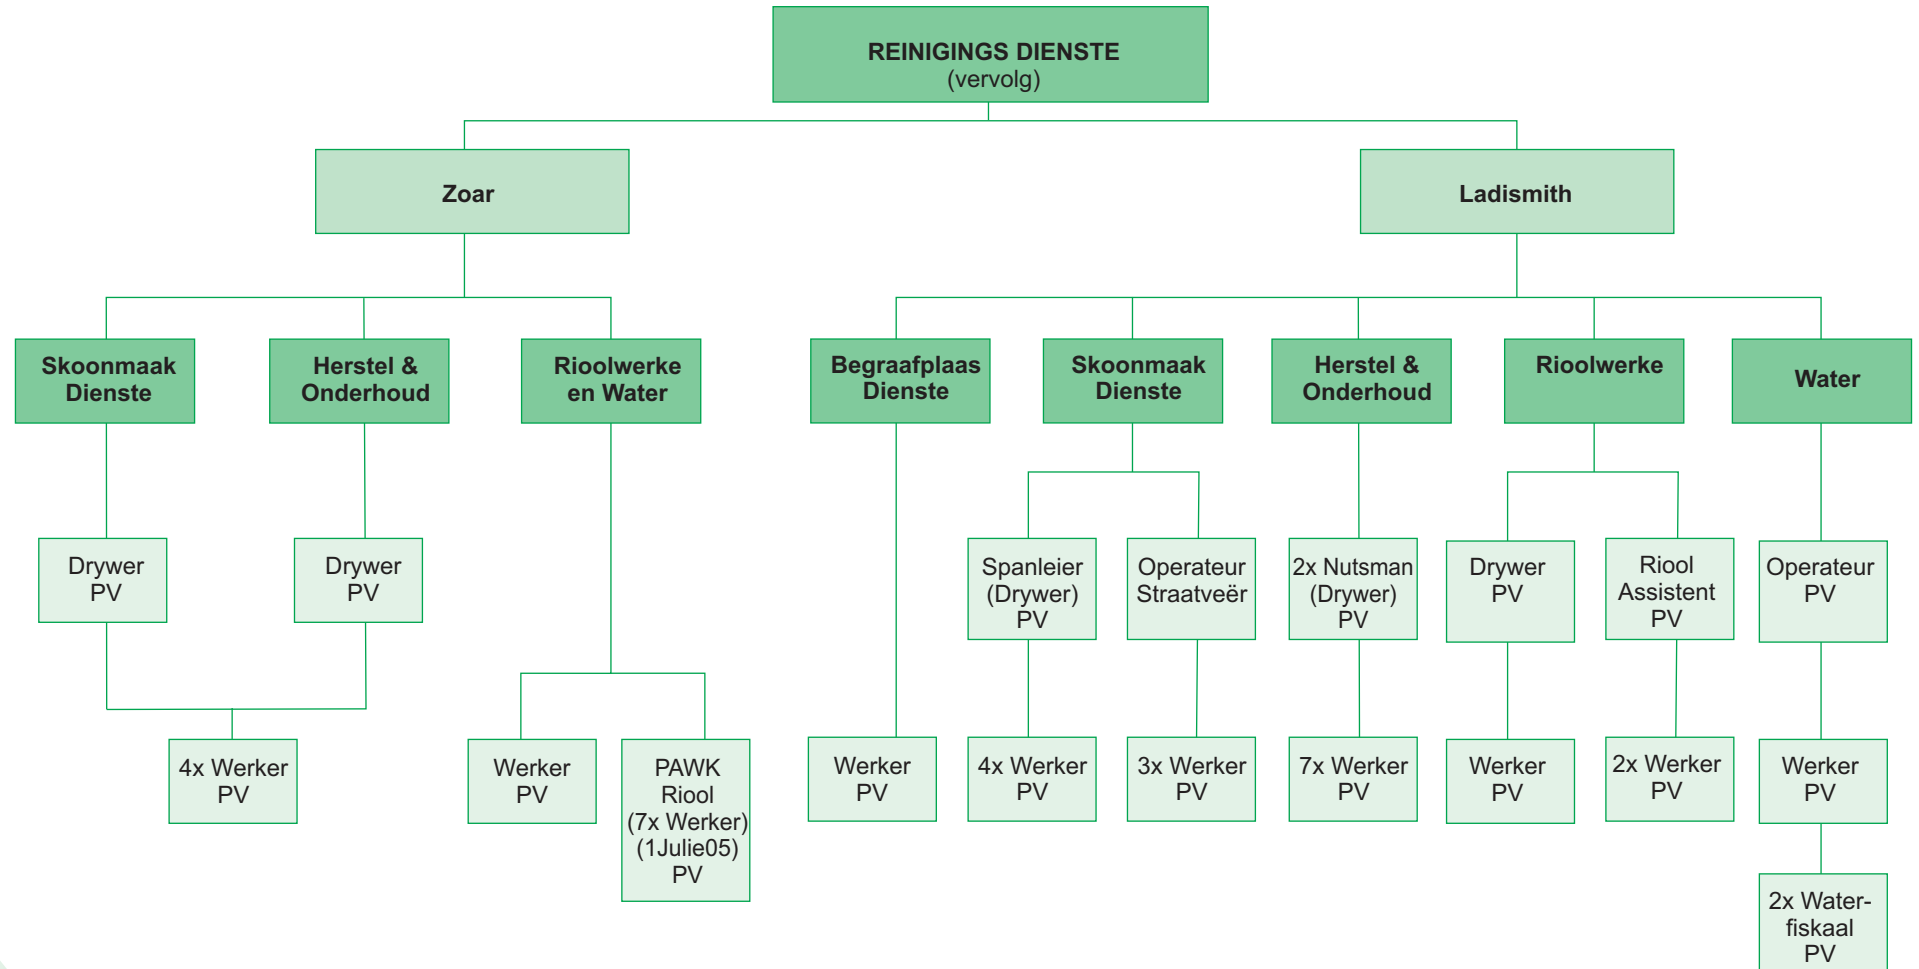 REINIGINGS DIENSTE
(vervolg)
Zoar
Ladismith
Skoonmaak
Dienste
Herstel &
Onderhoud
Rioolwerke
en Water
Begraafplaas
Dienste
Skoonmaak
Dienste
Herstel &
Onderhoud
Rioolwerke
Water
Drywer
PV
Drywer
PV
Spanleier
(Drywer)
PV
Operateur
Straatveër
2x Nutsman
(Drywer)
PV
Drywer
PV
Riool
Assistent
PV
Operateur
PV
4x Werker
PV
Werker
PV
PAWK
Riool
(7x Werker)
(1Julie05)
PV
Werker
PV
4x Werker
PV
3x Werker
PV
7x Werker
PV
Werker
PV
2x Werker
PV
Werker
PV
2x Water-
fiskaal
PV